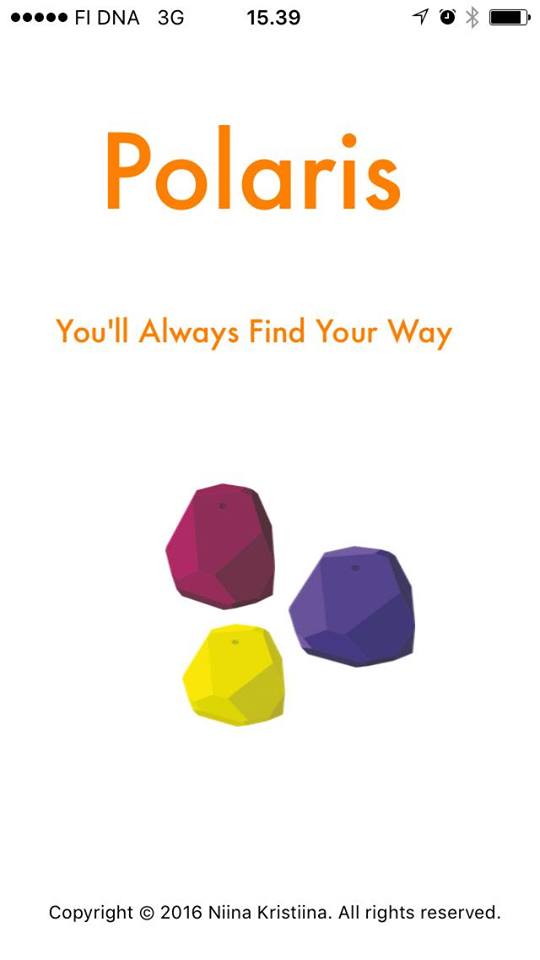 FI DNA 3G 15.39
Polaris
You'll Always Find Your Way
Copyright © 2016 Niina Kristiina. All rights reserved.